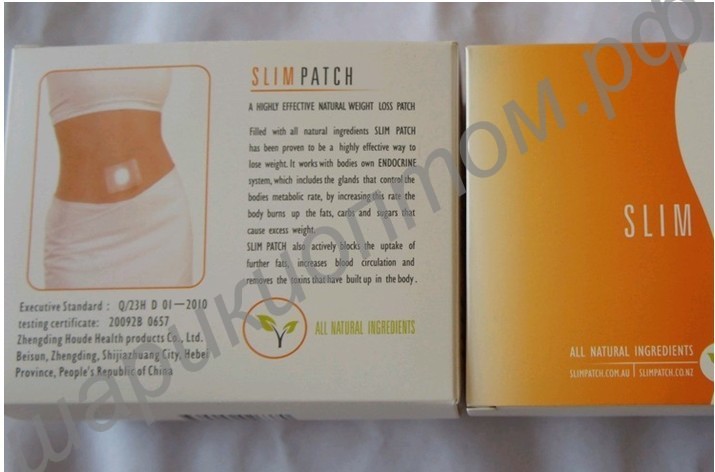 SLIMPATCH
A HIGHLY EFFECTIVE NATURAL WEIGHT LOSS PATCH
Filled with all natural ingredients SLIM PATCH
has been proven to be a highly effective way to
lose weight. It works with bodies own ENDOCRINE
system, which includes the glands that control the
bodies metabolic rate, by increasing this rate the
body burns up the fats, carbs and sugars that
cause excess weight.
SLIM PATCH also actively blocks the uptake of
further fats, increases blood circulation and
removes the toxins that have built up in the body.
ALL NATURAL INGREDIENTS
Executive Standard : Q/23H D 01—2010
testing certificate: 20092B 0657
Zhengding Houde Health products Co., Ltd.
Beisun, Zhengding, Shijiazhuang City, Hebei
Province, People's Republic of China
SLIM
ALL NATURAL INGREDIENTS
SLIMPATCH.COM.AU | SLIMPATCH.CO.NZ
шарикиоптом.рф